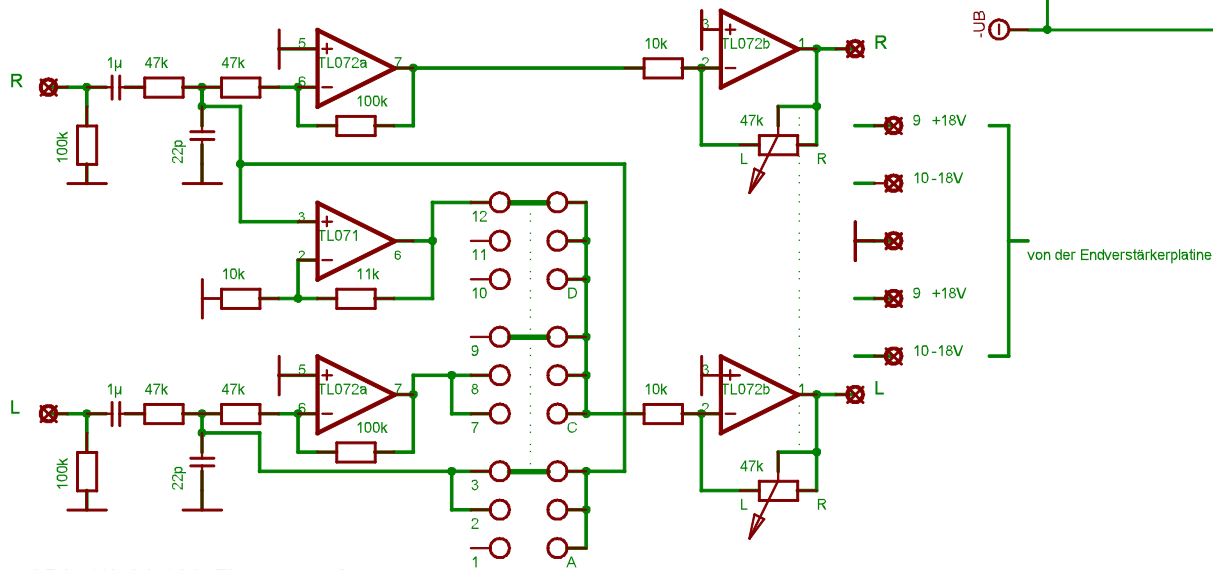 -UB
R
1µ
47k
47k
5
6
7
TL072a
100k
100k
22p
10k
3
2
1
TL072b
R
47k
L
R
9 +18V
10-18V
von der Endverstärkerplatine
9 +18V
10-18V
3
2
6
TL071
10k
11k
12
11
10
D
9
8
7
C
3
2
1
A
L
1µ
47k
47k
5
6
7
TL072a
100k
100k
22p
10k
3
2
1
TL072b
L
47k
L
R